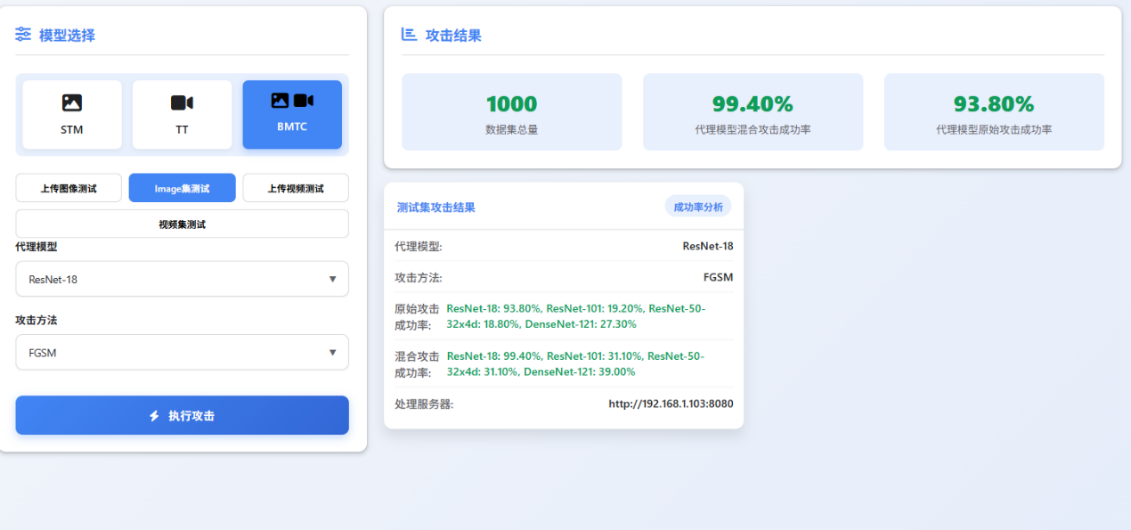 模型选择
STM
TT
BMTC
上传图像测试
Image集测试
上传视频测试
视频集测试
代理模型
ResNet-18
攻击方法
FGSM
执行攻击
攻击结果
1000
数据集总量
99.40%
代理模型混合攻击成功率
93.80%
代理模型原始攻击成功率
测试集攻击结果
成功率分析
代理模型:
ResNet-18
攻击方法:
FGSM
原始攻击 ResNet-18: 93.80%, ResNet-101: 19.20%, ResNet-50-
成功率: 32x4d: 18.80%, DenseNet-121: 27.30%
混合攻击 ResNet-18: 99.40%, ResNet-101: 31.10%, ResNet-50-
成功率: 32x4d: 31.10%, DenseNet-121: 39.00%
处理服务器:
http://192.168.1.103:8080